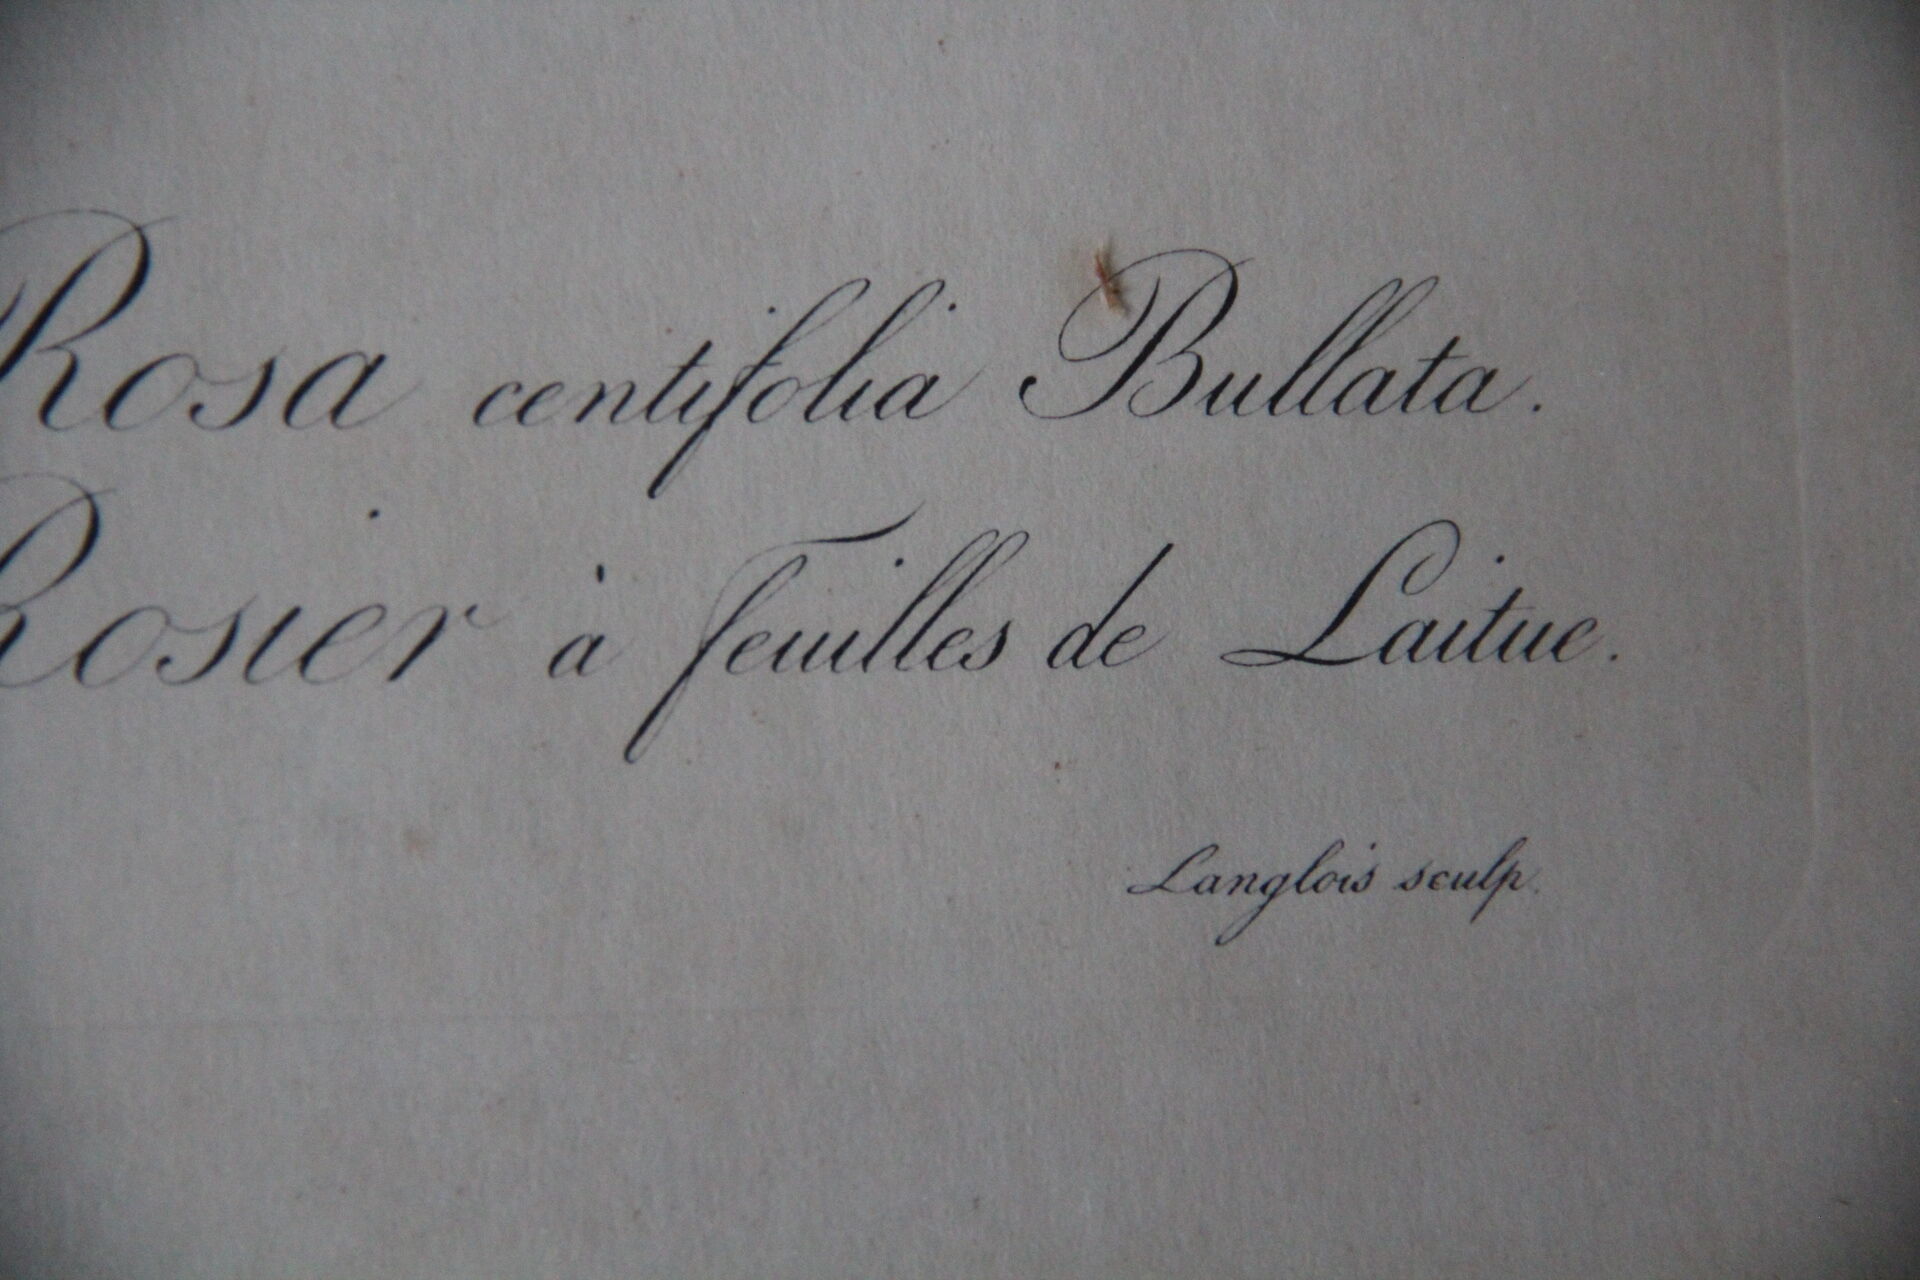 Rosa centifolia Bullata.
Rosier à feuilles de Laitue.
Langlois sculp.